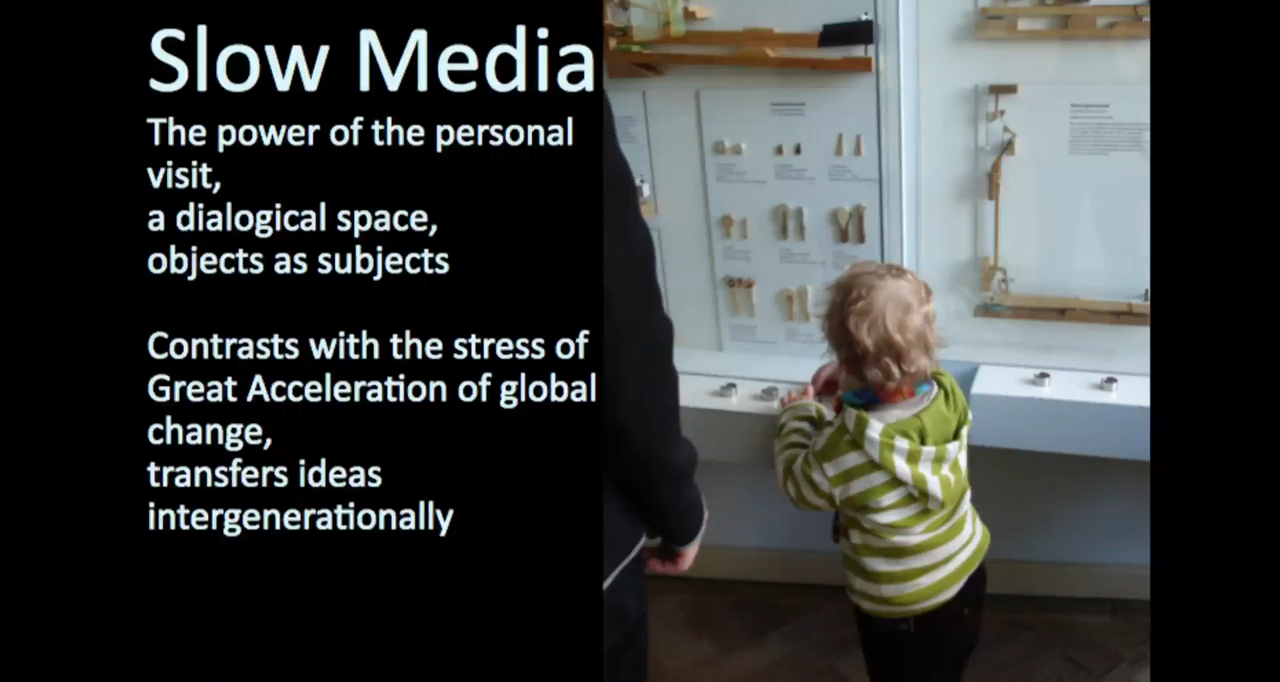 Slow Media
The power of the personal
visit,
a dialogical space,
objects as subjects
Contrasts with the stress of
Great Acceleration of global
change,
transfers ideas
intergenerationally